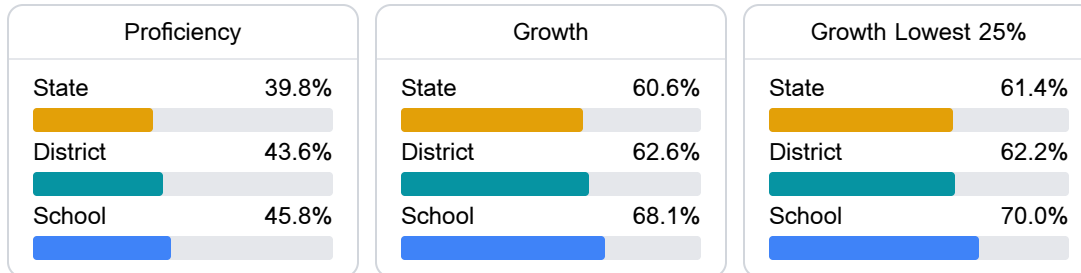 Proficiency
State 39.8%
District 43.6%
School 45.8%
Growth
State 60.6%
District 62.6%
School 68.1%
Growth Lowest 25%
State 61.4%
District 62.2%
School 70.0%